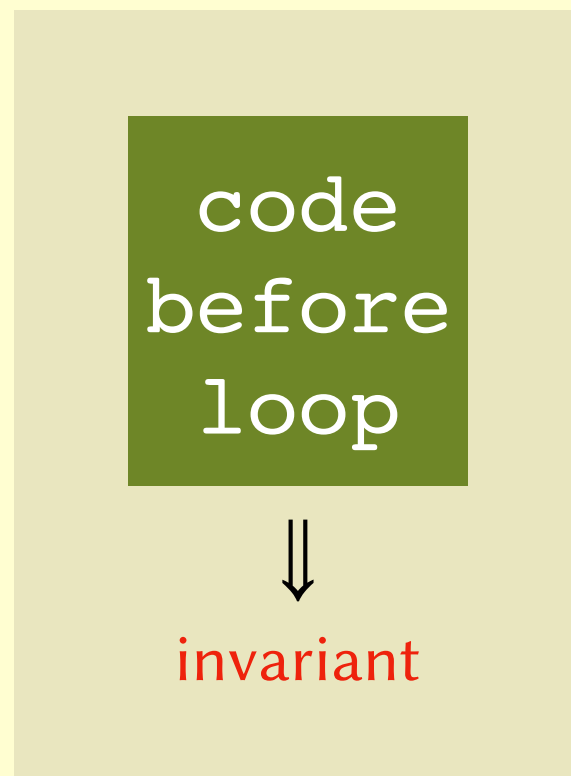 code
before
loop
⇓
invariant